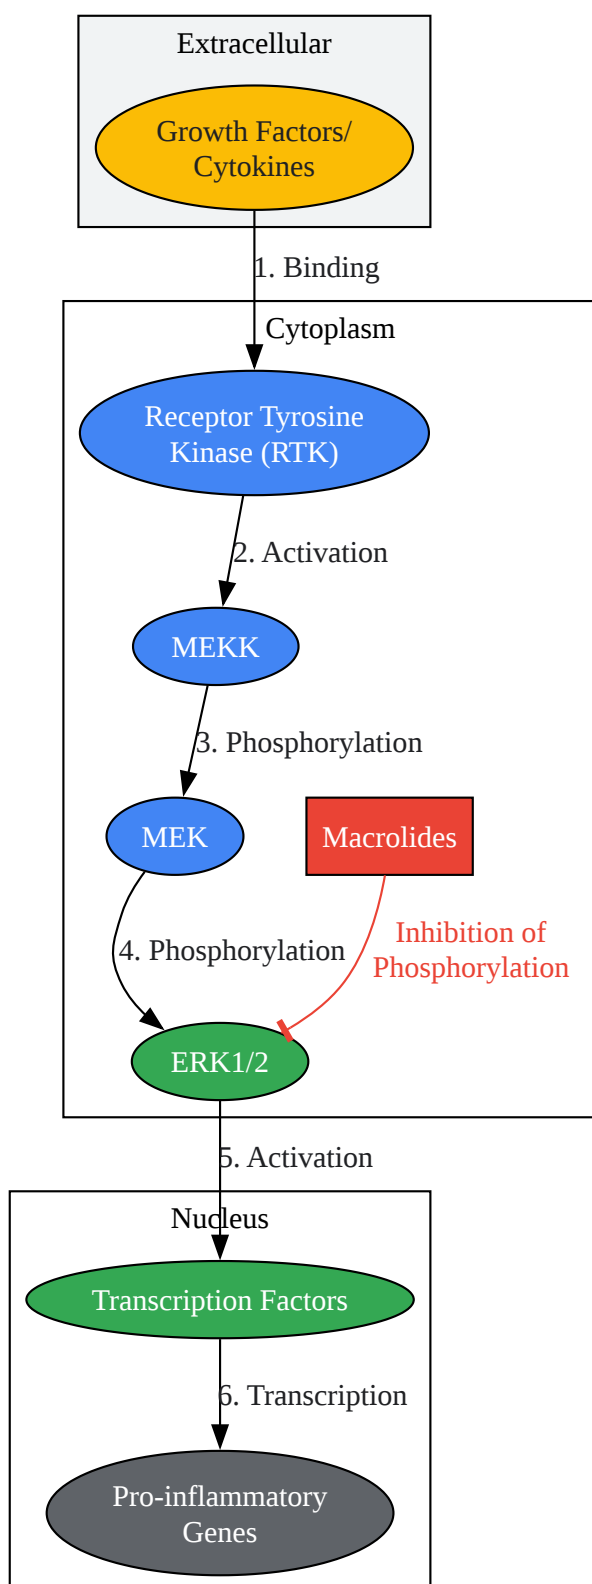 Extracellular
Growth Factors/
Cytokines
1. Binding
Cytoplasm
Receptor Tyrosine
Kinase (RTK)
2. Activation
MEKK
3. Phosphorylation
MEK
Macrolides
4. Phosphorylation
Inhibition of
Phosphorylation
ERK1/2
5. Activation
Nucleus
Transcription Factors
6. Transcription
Pro-inflammatory
Genes